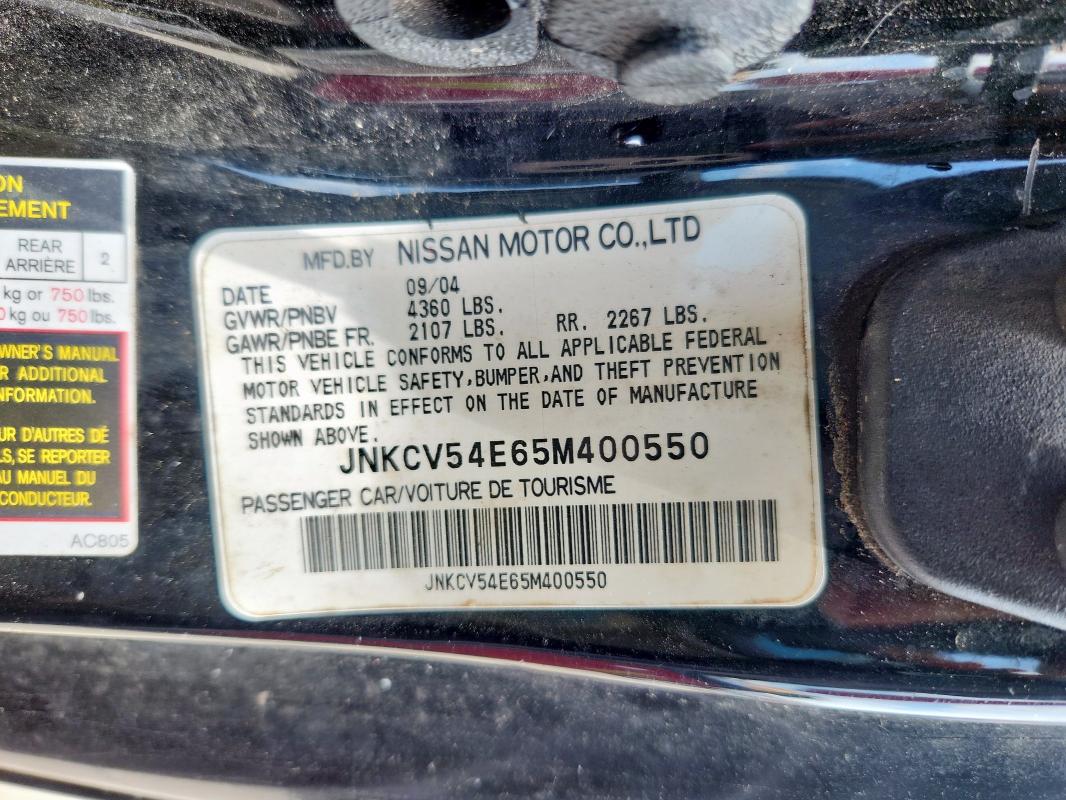 ON
EMENT
REAR
ARRIÈRE
2
kg or 750 lbs.
kg ou 750 lbs.
WNER'S MANUAL
R ADDITIONAL
NFORMATION.
UR D'AUTRES DÉ
LS, SE REPORTER
AU MANUEL DU
CONDUCTEUR.
AC805
MFD.BY NISSAN MOTOR CO.,LTD
DATE 09/04
GVWR/PNBV 4360 LBS.
GAWR/PNBE FR. 2107 LBS. RR. 2267 LBS.
THIS VEHICLE CONFORMS TO ALL APPLICABLE FEDERAL
MOTOR VEHICLE SAFETY,BUMPER,AND THEFT PREVENTION
STANDARDS IN EFFECT ON THE DATE OF MANUFACTURE
SHOWN ABOVE.
JNKCV54E65M400550
PASSENGER CAR/VOITURE DE TOURISME
JNKCV54E65M400550